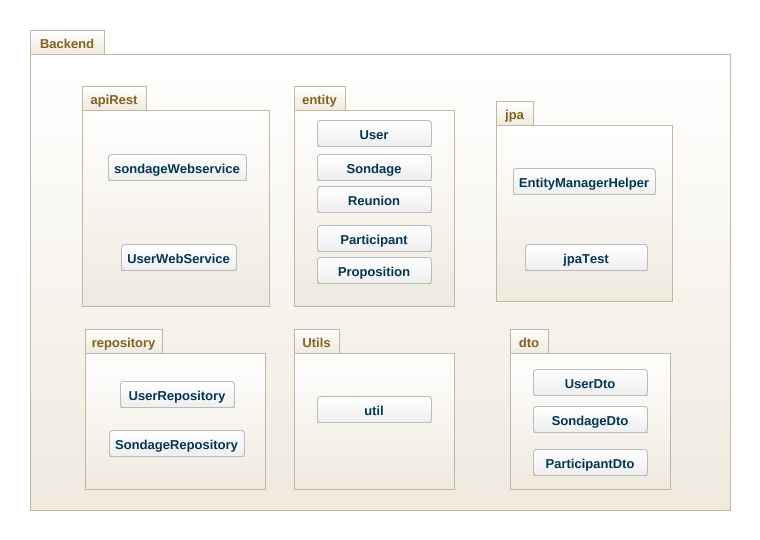 Backend
apiRest
sondageWebservice
UserWebService
entity
User
Sondage
Reunion
Participant
Proposition
jpa
EntityManagerHelper
jpaTest
repository
UserRepository
SondageRepository
Utils
util
dto
UserDto
SondageDto
ParticipantDto